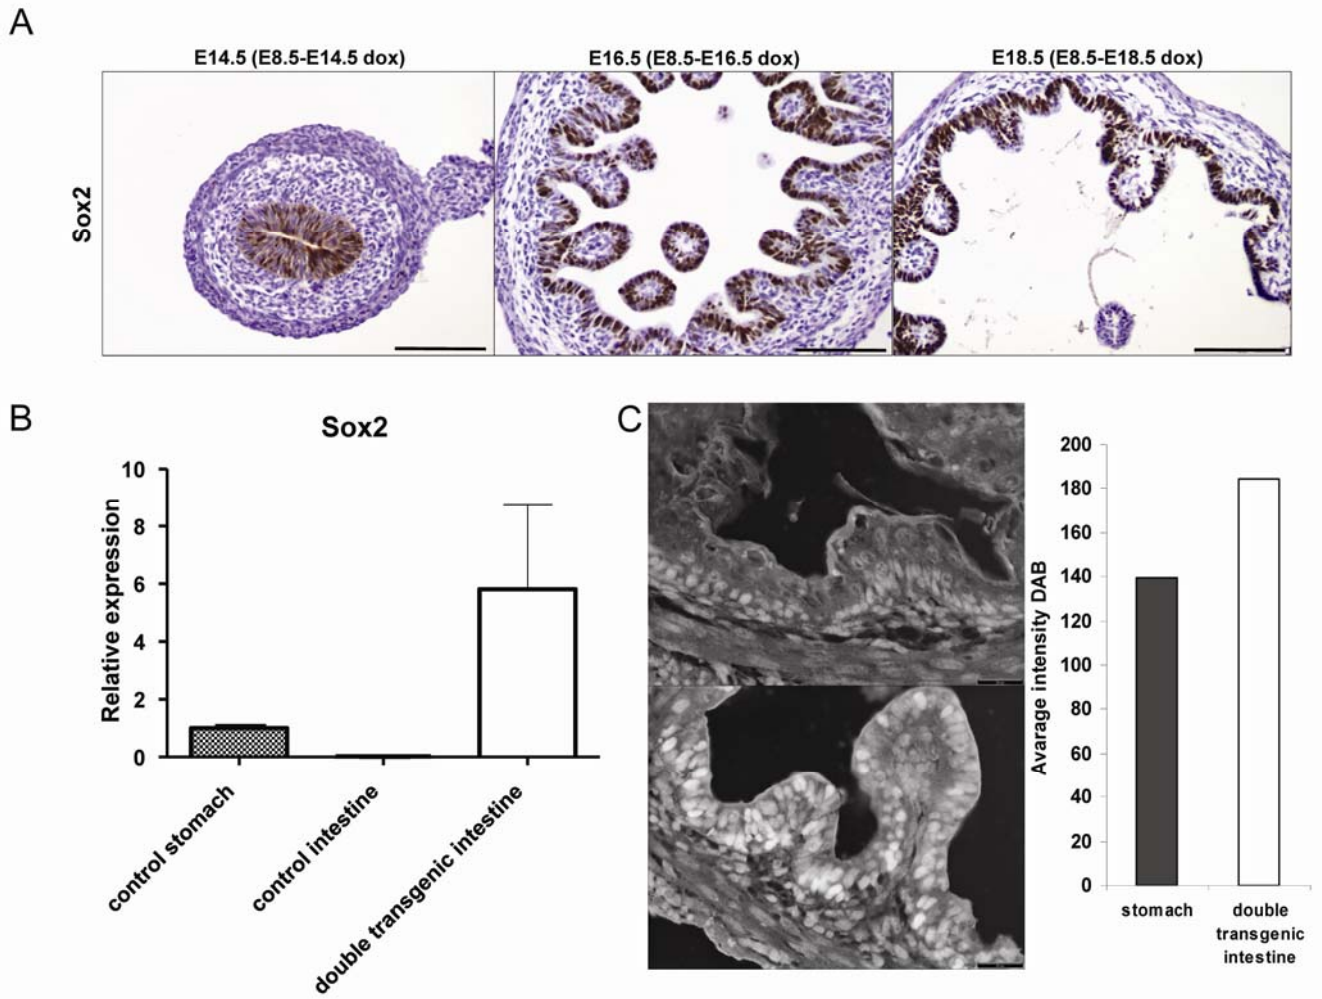 A
E14.5 (E8.5-E14.5 dox)
E16.5 (E8.5-E16.5 dox)
E18.5 (E8.5-E18.5 dox)
Sox2
B
Sox2
Relative expression
10
8
6
4
2
0
control stomach
control intestine
double transgenic intestine
C
Avarage intensity DAB
200
180
160
140
120
100
80
60
40
20
0
stomach
double
transgenic
intestine